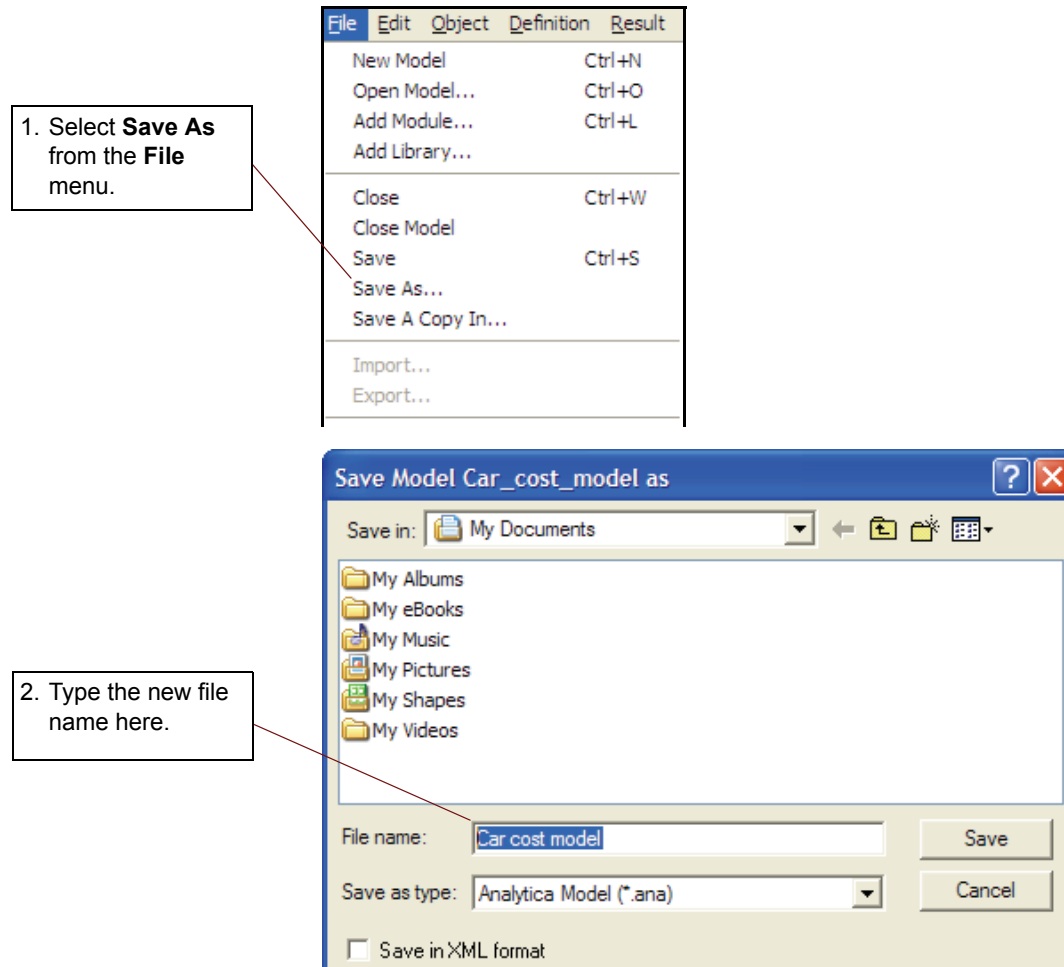 File Edit Object Definition Result
New Model Ctrl+N
Open Model... Ctrl+O
Add Module... Ctrl+L
Add Library...
1. Select Save As
from the File
menu.
Close Ctrl+W
Close Model
Save Ctrl+S
Save As...
Save A Copy In...
Import...
Export...
Save Model Car_cost_model as
Save in: My Documents
My Albums
My eBooks
My Music
My Pictures
My Shapes
My Videos
2. Type the new file
name here.
File name: Car cost model Save
Save as type: Analytica Model (*.ana) Cancel
Save in XML format